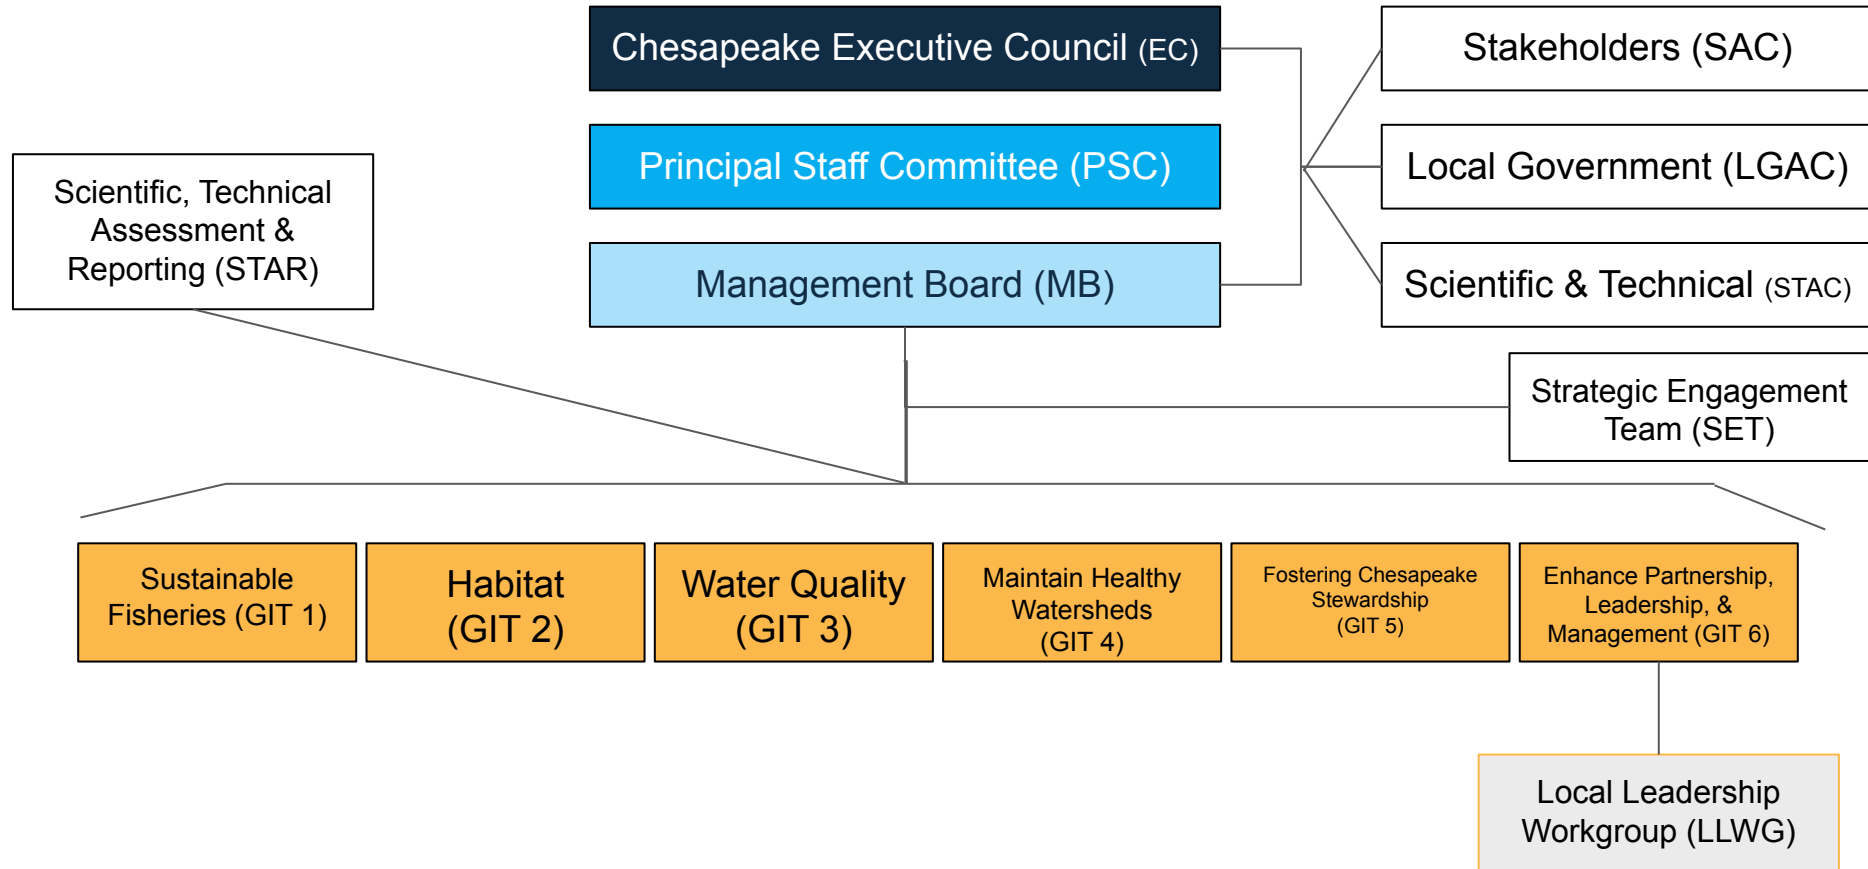 Chesapeake Executive Council (EC)
Stakeholders (SAC)
Principal Staff Committee (PSC)
Local Government (LGAC)
Scientific, Technical
Assessment &
Reporting (STAR)
Management Board (MB)
Scientific & Technical (STAC)
Strategic Engagement
Team (SET)
Sustainable
Fisheries (GIT 1)
Habitat
(GIT 2)
Water Quality
(GIT 3)
Maintain Healthy
Watersheds
(GIT 4)
Fostering Chesapeake
Stewardship
(GIT 5)
Enhance Partnership,
Leadership, &
Management (GIT 6)
Local Leadership
Workgroup (LLWG)